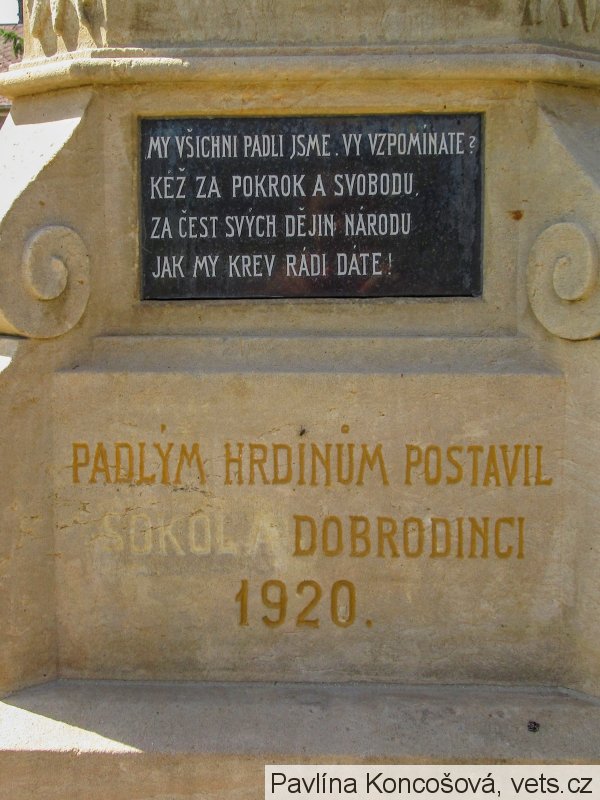 MY VŠICHNI PADLI JSME. VY VZPOMÍNÁTE?
KÉŽ ZA POKROK A SVOBODU,
ZA ČEST SVÝCH DĚJIN NÁRODU
JAK MY KREV RÁDI DÁTE!
PADLÝM HRDINŮM POSTAVIL
SOKOL A DOBRODINCI
1920.
Pavlína Koncošová, vets.cz